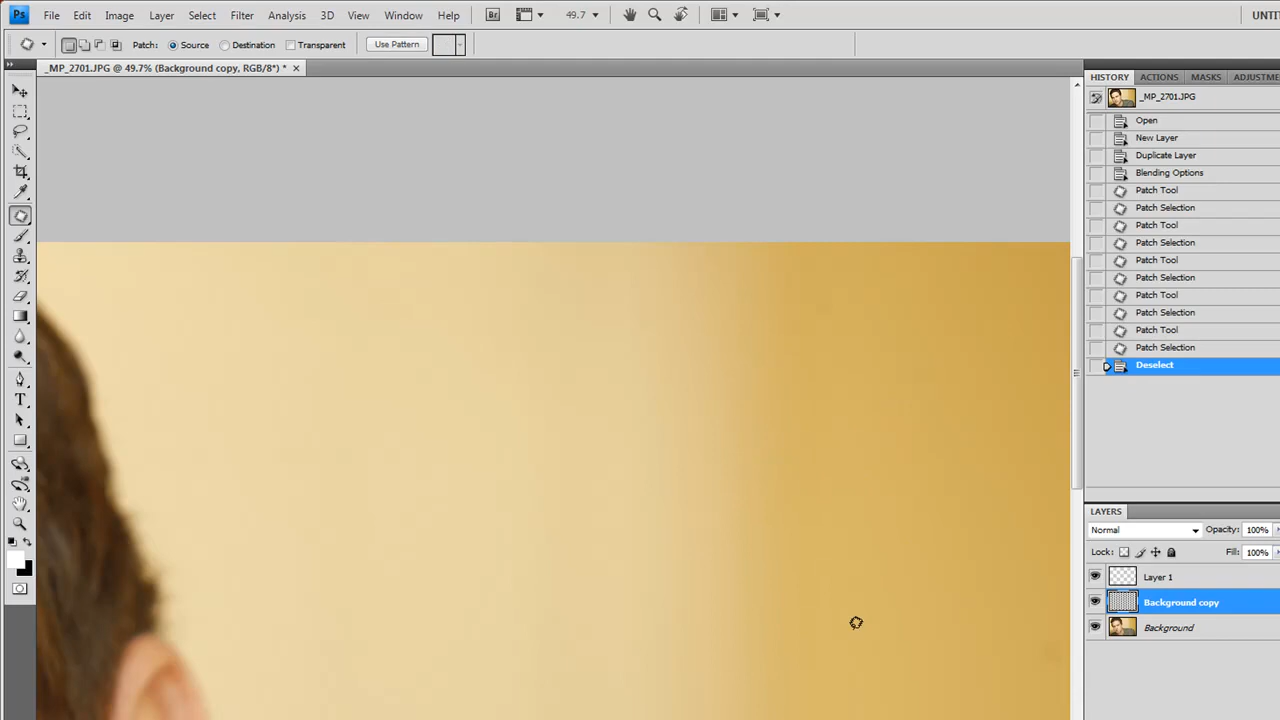 Ps File Edit Image Layer Select Filter Analysis 3D View Window Help Br 49.7 UNTI
Patch: Source Destination Transparent Use Pattern
_MP_2701.JPG @ 49.7% (Background copy, RGB/8*) * ×
HISTORY ACTIONS MASKS ADJUSTME
_MP_2701.JPG
Open
New Layer
Duplicate Layer
Blending Options
Patch Tool
Patch Selection
Patch Tool
Patch Selection
Patch Tool
Patch Selection
Patch Tool
Patch Selection
Patch Tool
Patch Selection
Deselect
LAYERS
Normal Opacity: 100%
Lock: Fill: 100%
Layer 1
Background copy
Background